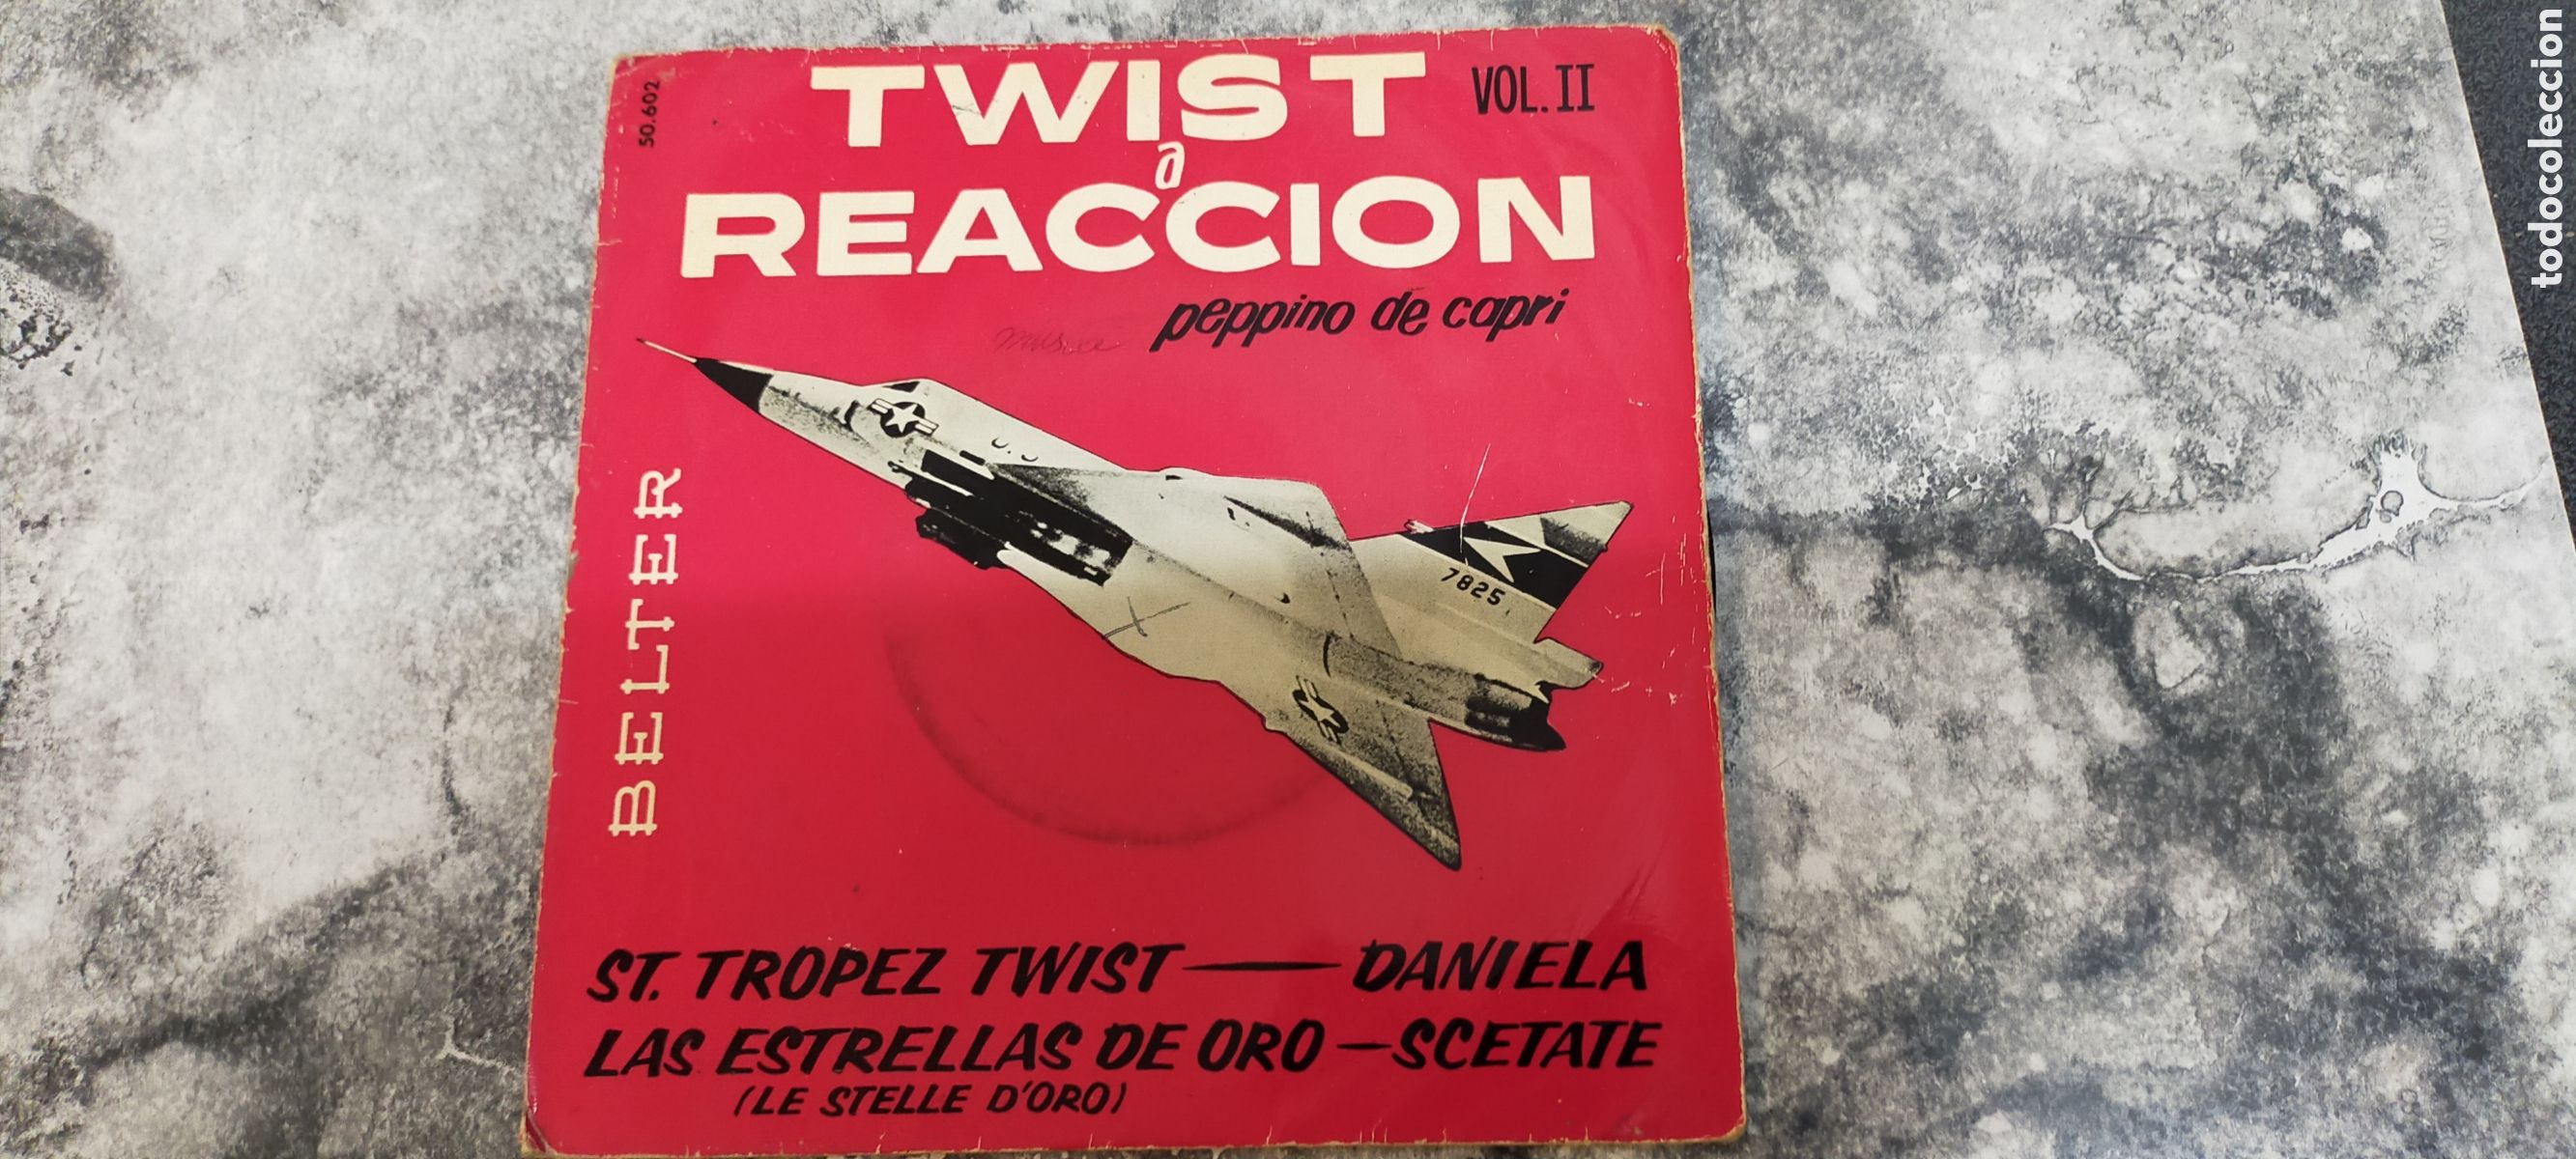 50.602
TWIST
VOL. II
a
REACCION
peppino de capri
7825
BELTER
ST. TROPEZ TWIST — DANIELA
LAS ESTRELLAS DE ORO — SCETATE
(LE STELLE D'ORO)
todocoleccion